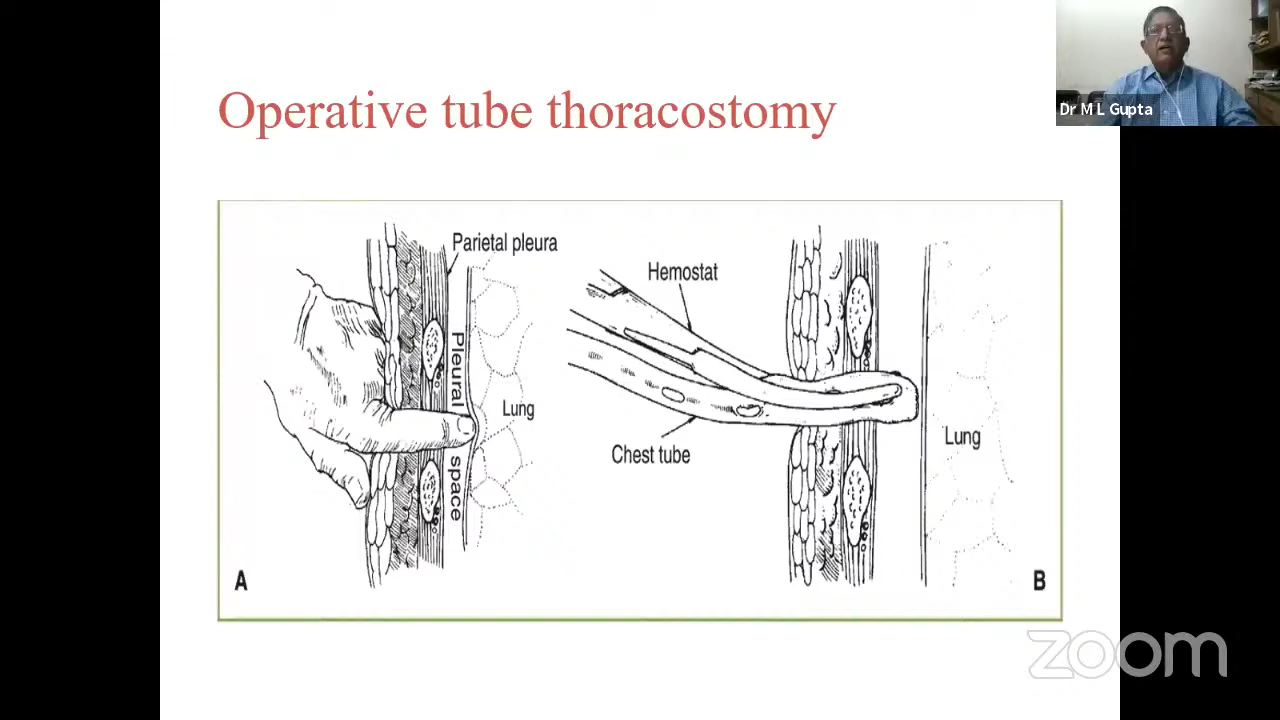 Dr M L Gupta
Operative tube thoracostomy
Parietal pleura
Pleural space
Lung
A
Hemostat
Chest tube
Lung
B
zoom